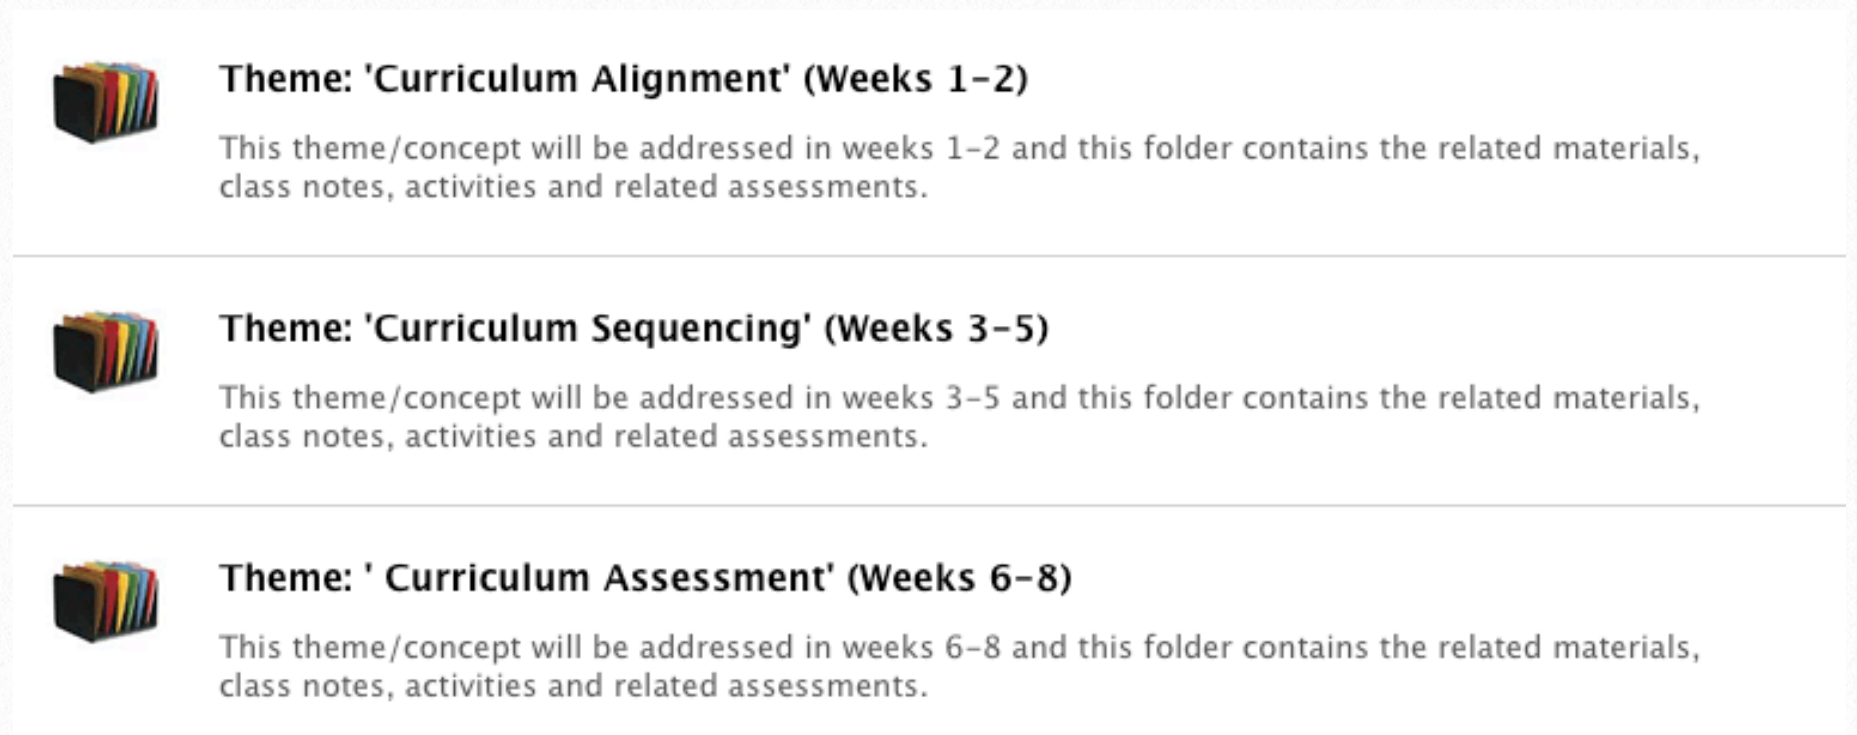 Theme: 'Curriculum Alignment' (Weeks 1-2)
This theme/concept will be addressed in weeks 1-2 and this folder contains the related materials,
class notes, activities and related assessments.
Theme: 'Curriculum Sequencing' (Weeks 3-5)
This theme/concept will be addressed in weeks 3-5 and this folder contains the related materials,
class notes, activities and related assessments.
Theme: ' Curriculum Assessment' (Weeks 6-8)
This theme/concept will be addressed in weeks 6-8 and this folder contains the related materials,
class notes, activities and related assessments.